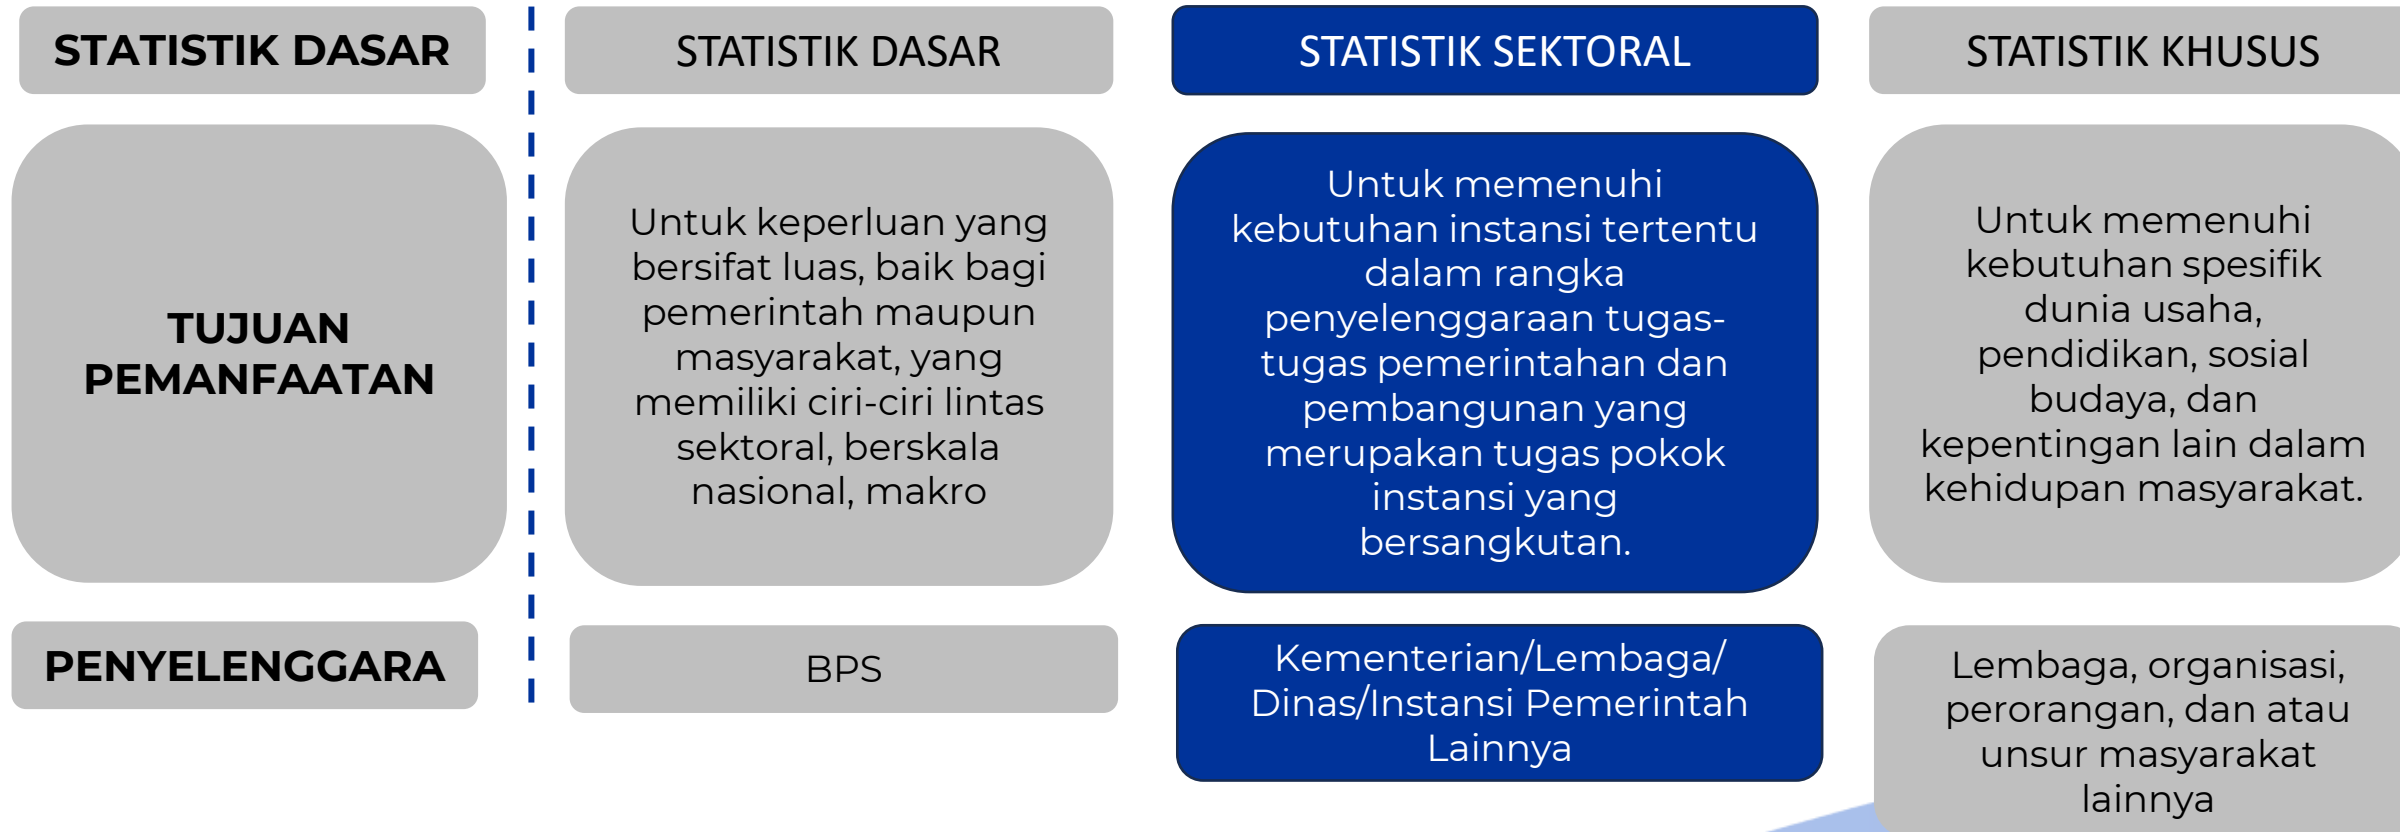 STATISTIK DASAR
STATISTIK DASAR
STATISTIK SEKTORAL
STATISTIK KHUSUS
TUJUAN
PEMANFAATAN
Untuk keperluan yang
bersifat luas, baik bagi
pemerintah maupun
masyarakat, yang
memiliki ciri-ciri lintas
sektoral, berskala
nasional, makro
Untuk memenuhi
kebutuhan instansi tertentu
dalam rangka
penyelenggaraan tugas-
tugas pemerintahan dan
pembangunan yang
merupakan tugas pokok
instansi yang
bersangkutan.
Untuk memenuhi
kebutuhan spesifik
dunia usaha,
pendidikan, sosial
budaya, dan
kepentingan lain dalam
kehidupan masyarakat.
PENYELENGGARA
BPS
Kementerian/Lembaga/
Dinas/Instansi Pemerintah
Lainnya
Lembaga, organisasi,
perorangan, dan atau
unsur masyarakat
lainnya